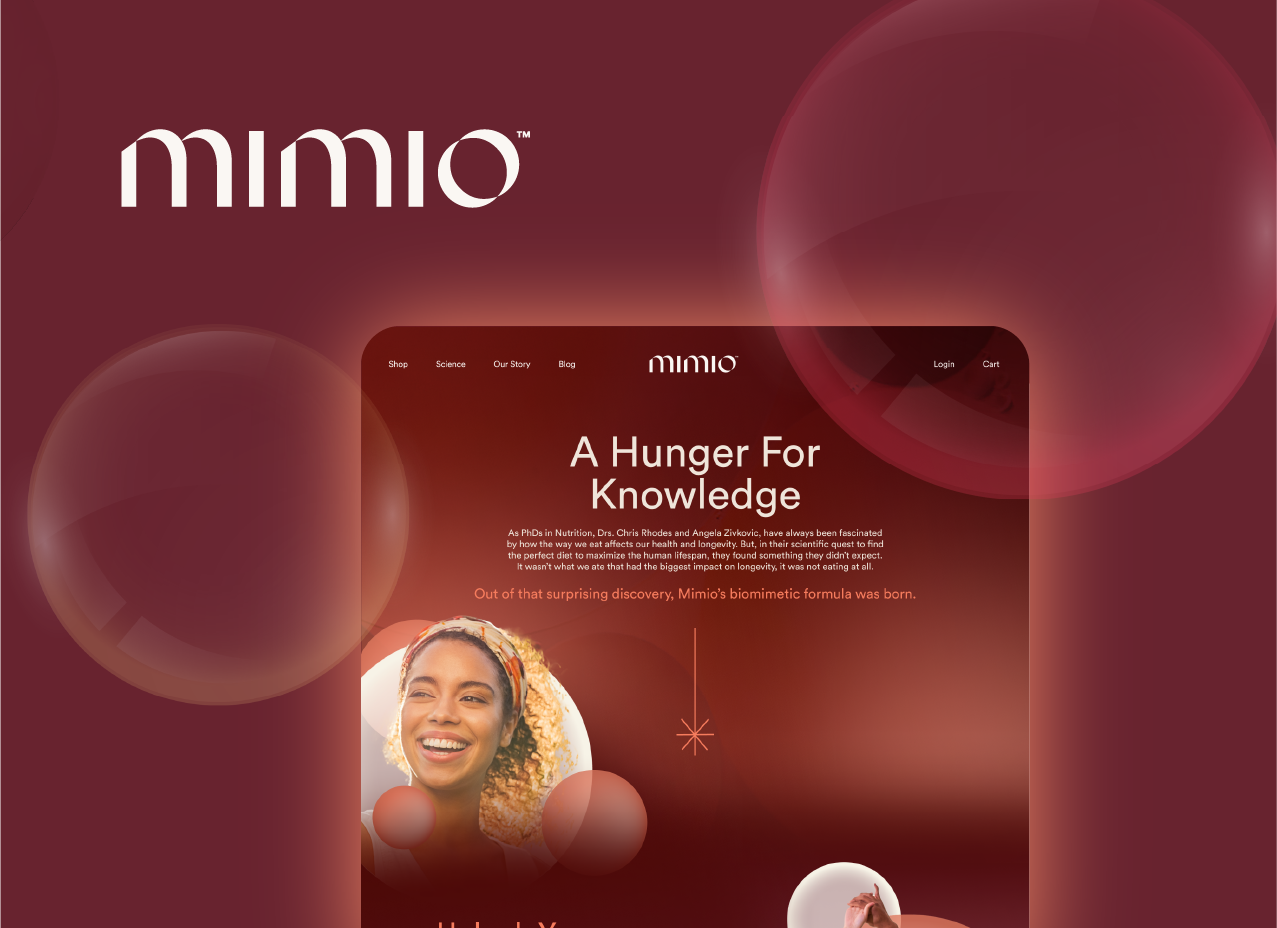 mimio™
Shop Science Our Story Blog mimio Login Cart
A Hunger For
Knowledge
As PhDs in Nutrition, Drs. Chris Rhodes and Angela Zivkovic, have always been fascinated
by how the way we eat affects our health and longevity. But, in their scientific quest to find
the perfect diet to maximize the human lifespan, they found something they didn't expect.
It wasn't what we ate that had the biggest impact on longevity, it was not eating at all.
Out of that surprising discovery, Mimio's biomimetic formula was born.